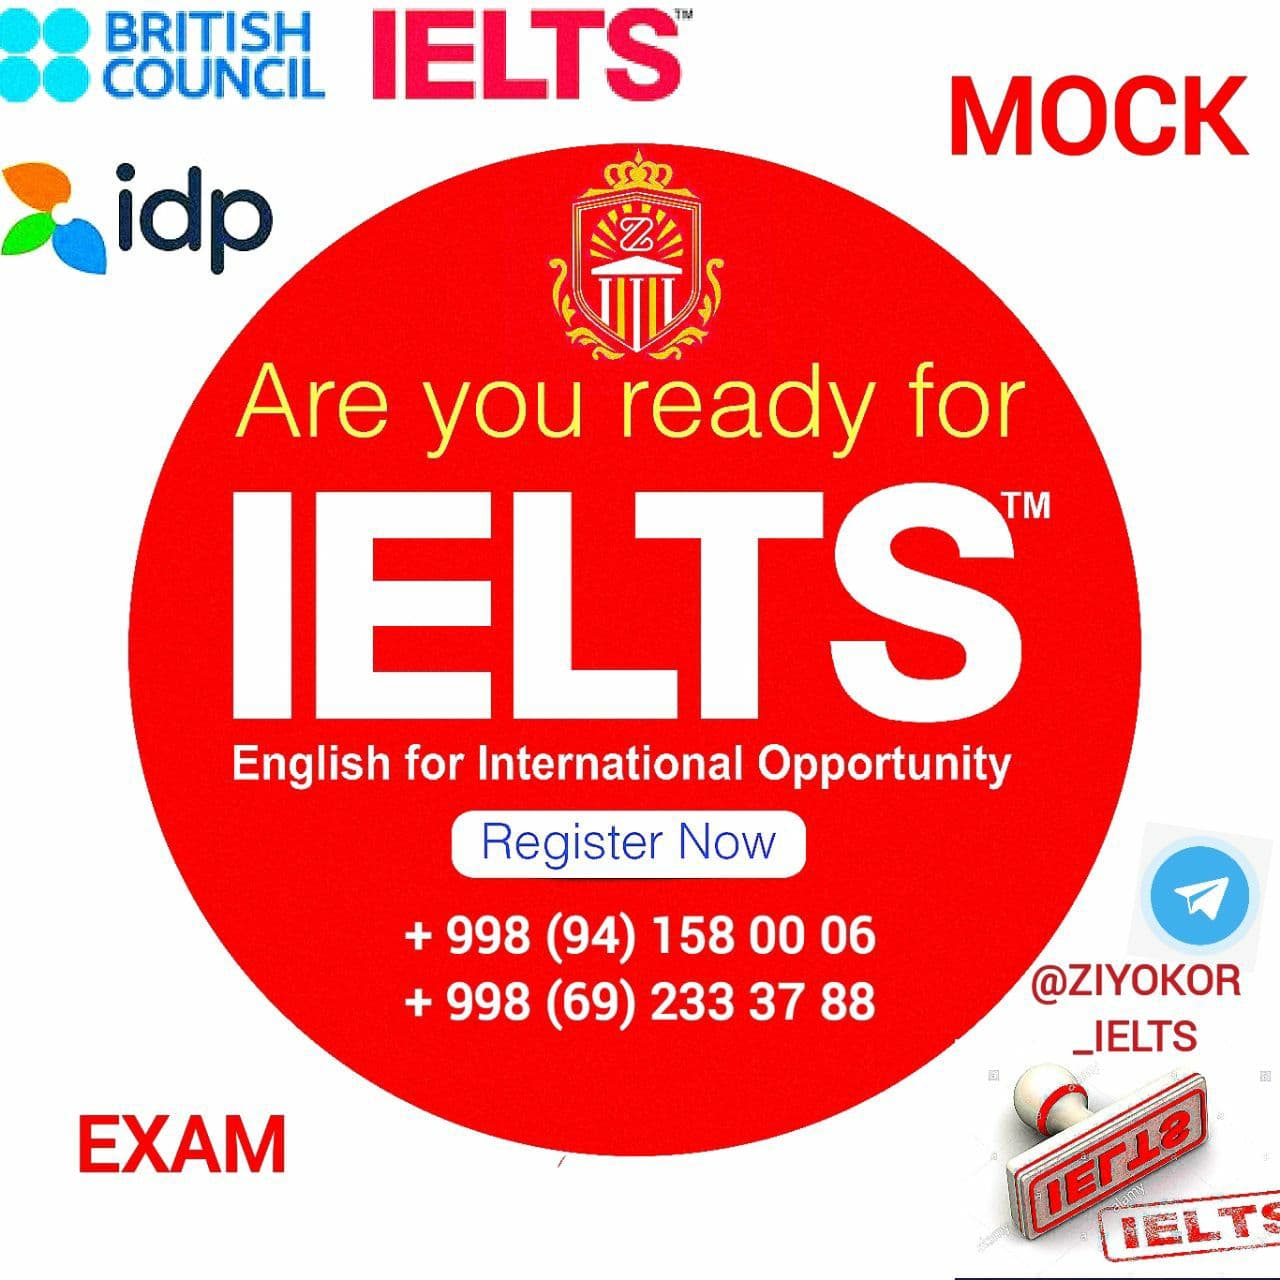 BRITISH
COUNCIL
IELTS™
MOCK
idp
Z
Are you ready for
IELTS™
English for International Opportunity
Register Now
+ 998 (94) 158 00 06
+ 998 (69) 233 37 88
@ZIYOKOR
_IELTS
EXAM
IELTS
alamy
IELTS